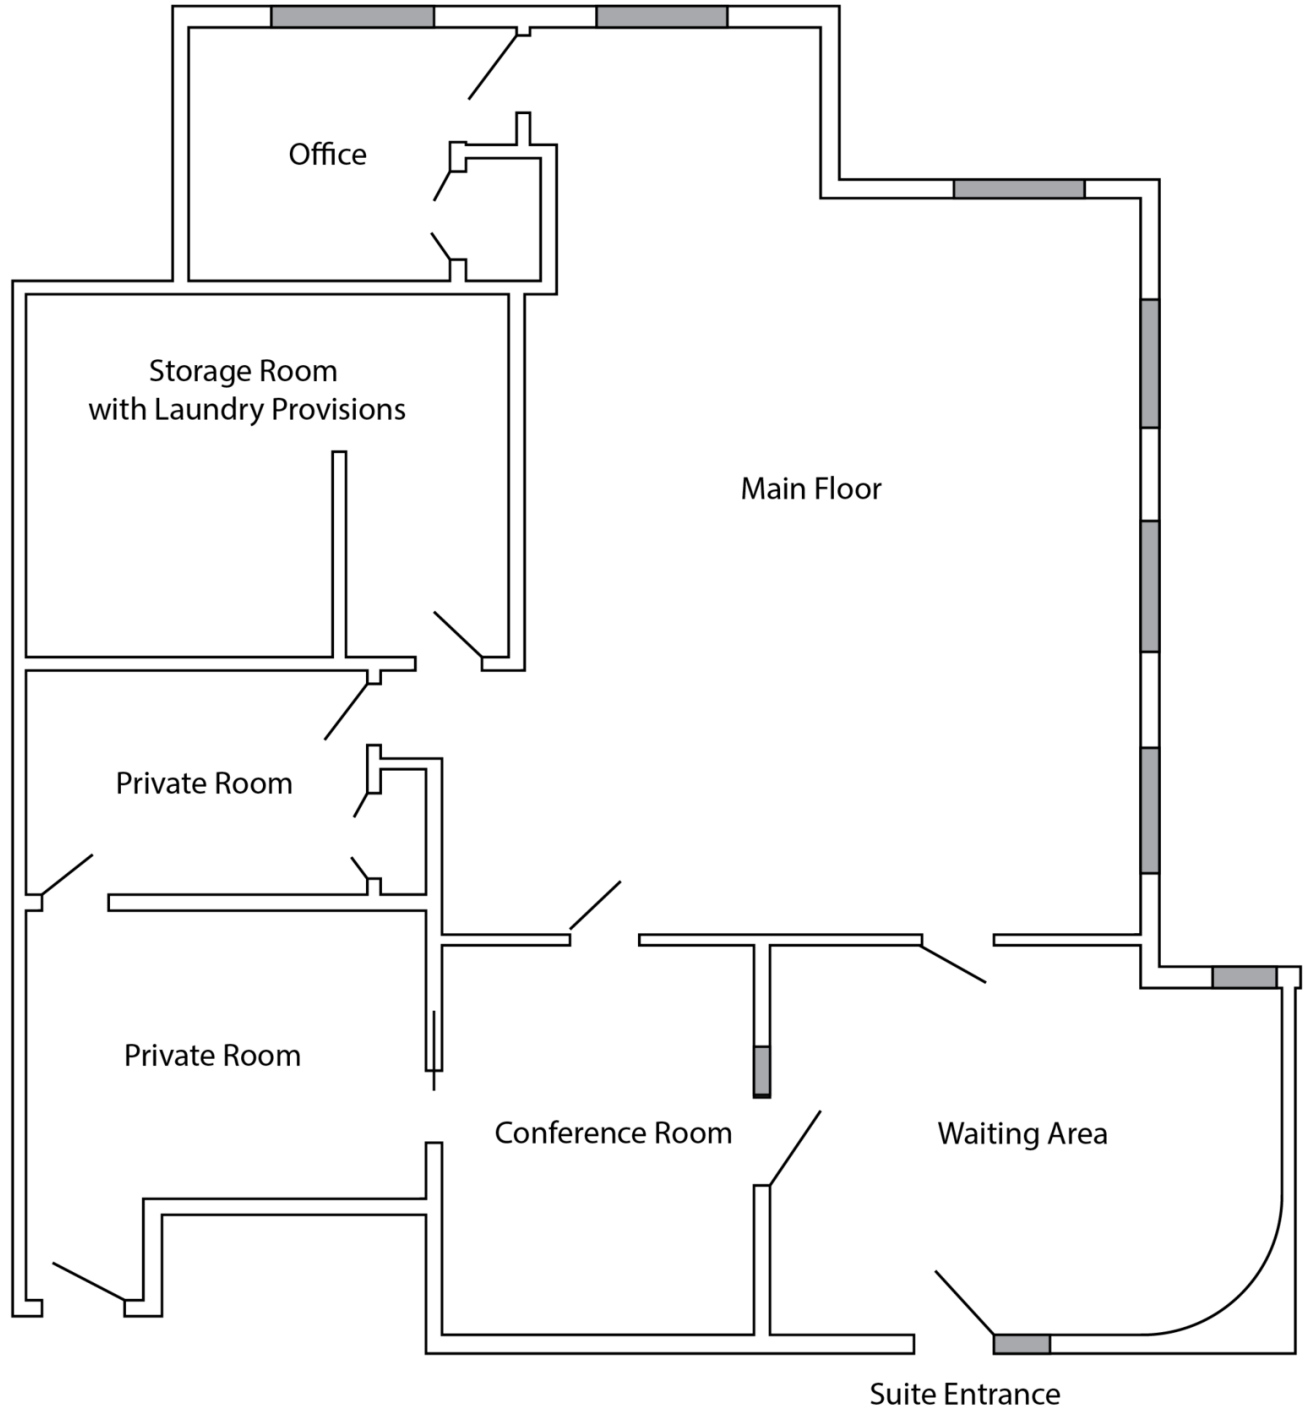 Office
Storage Room
with Laundry Provisions
Main Floor
Private Room
Private Room
Conference Room
Waiting Area
Suite Entrance